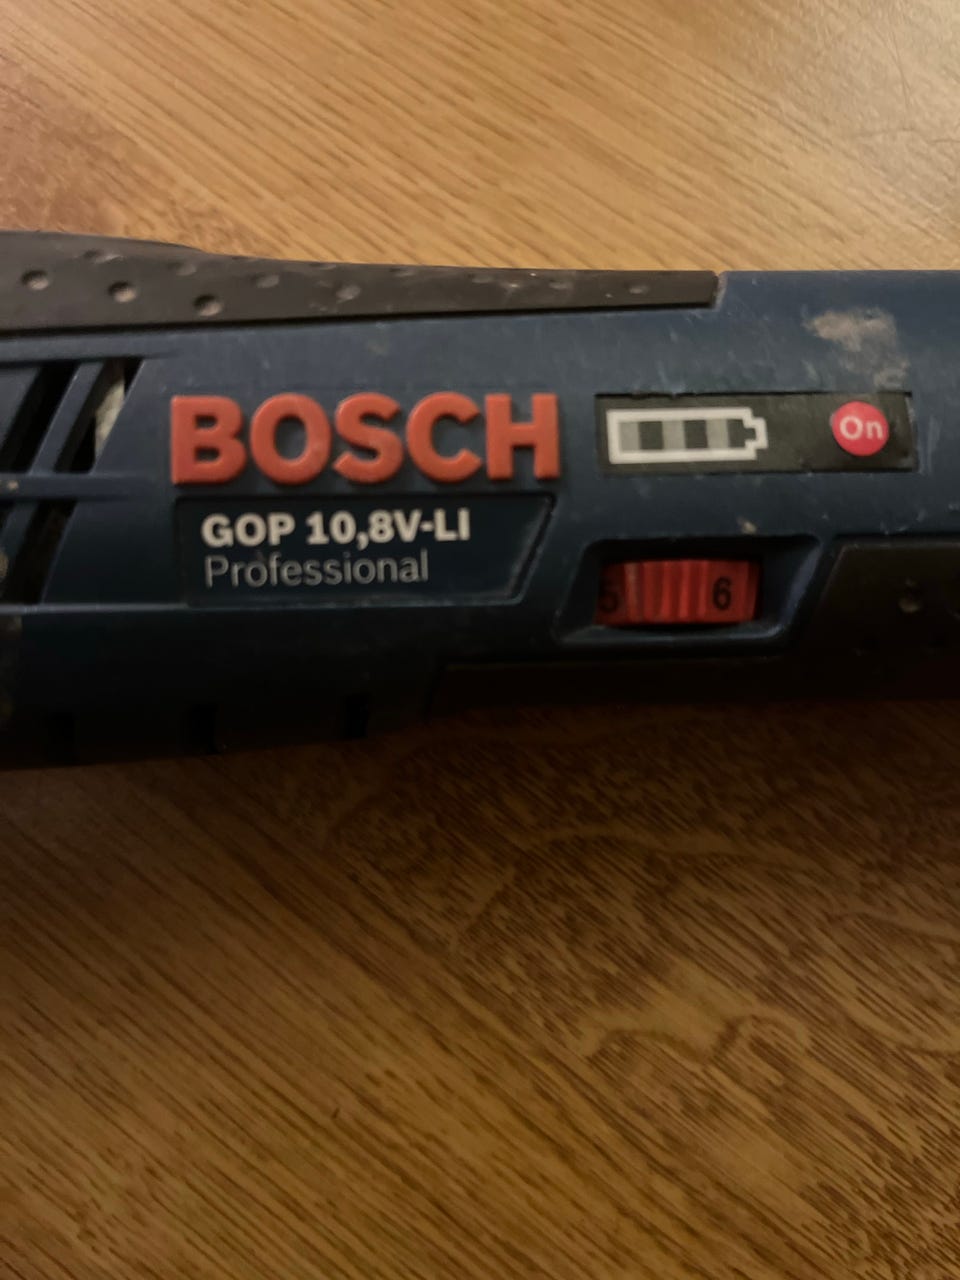 BOSCH
On
GOP 10,8V-LI
Professional
5 6